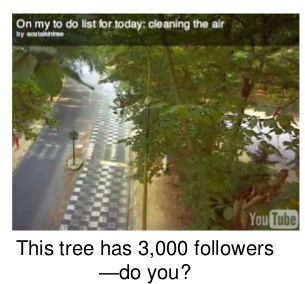 On my to do list for today: cleaning the air
by eostalkintree
YouTube
This tree has 3,000 followers
—do you?